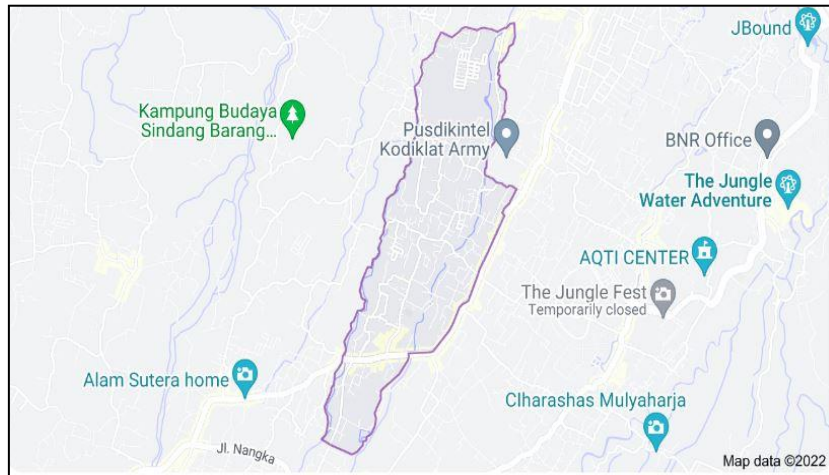 JBound
Kampung Budaya
Sindang Barang...
Pusdikintel
Kodiklat Army
BNR Office
The Jungle
Water Adventure
AQTI CENTER
The Jungle Fest
Temporarily closed
Alam Sutera home
CIharashas Mulyaharja
Jl. Nangka
Map data ©2022